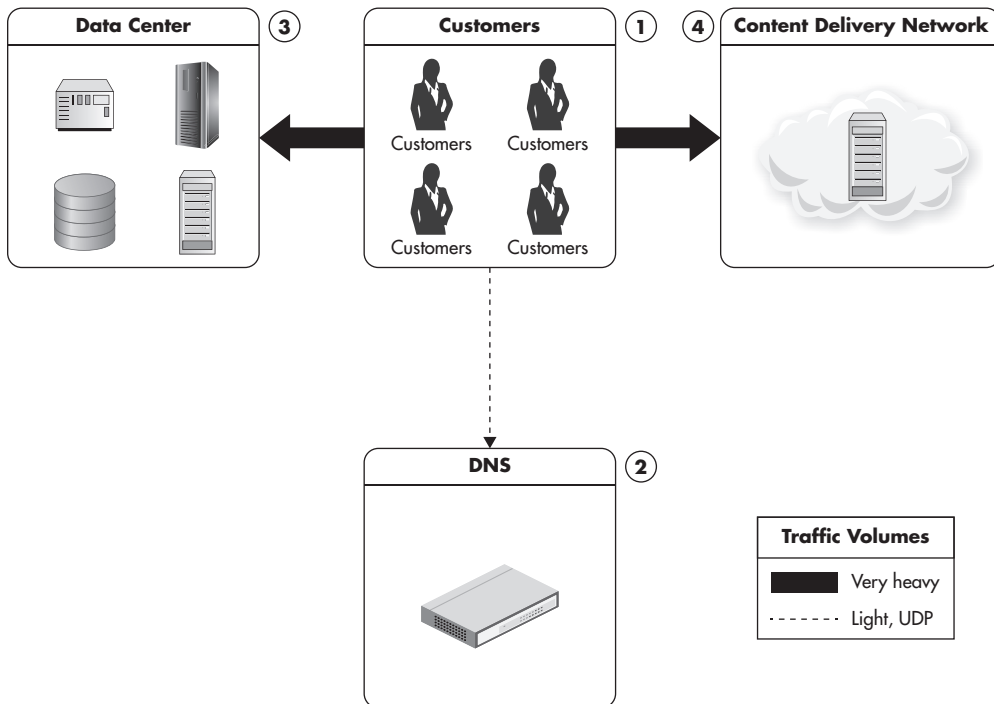 Data Center
3
Customers
1
4
Content Delivery Network
Customers
Customers
Customers
Customers
DNS
2
Traffic Volumes
Very heavy
Light, UDP